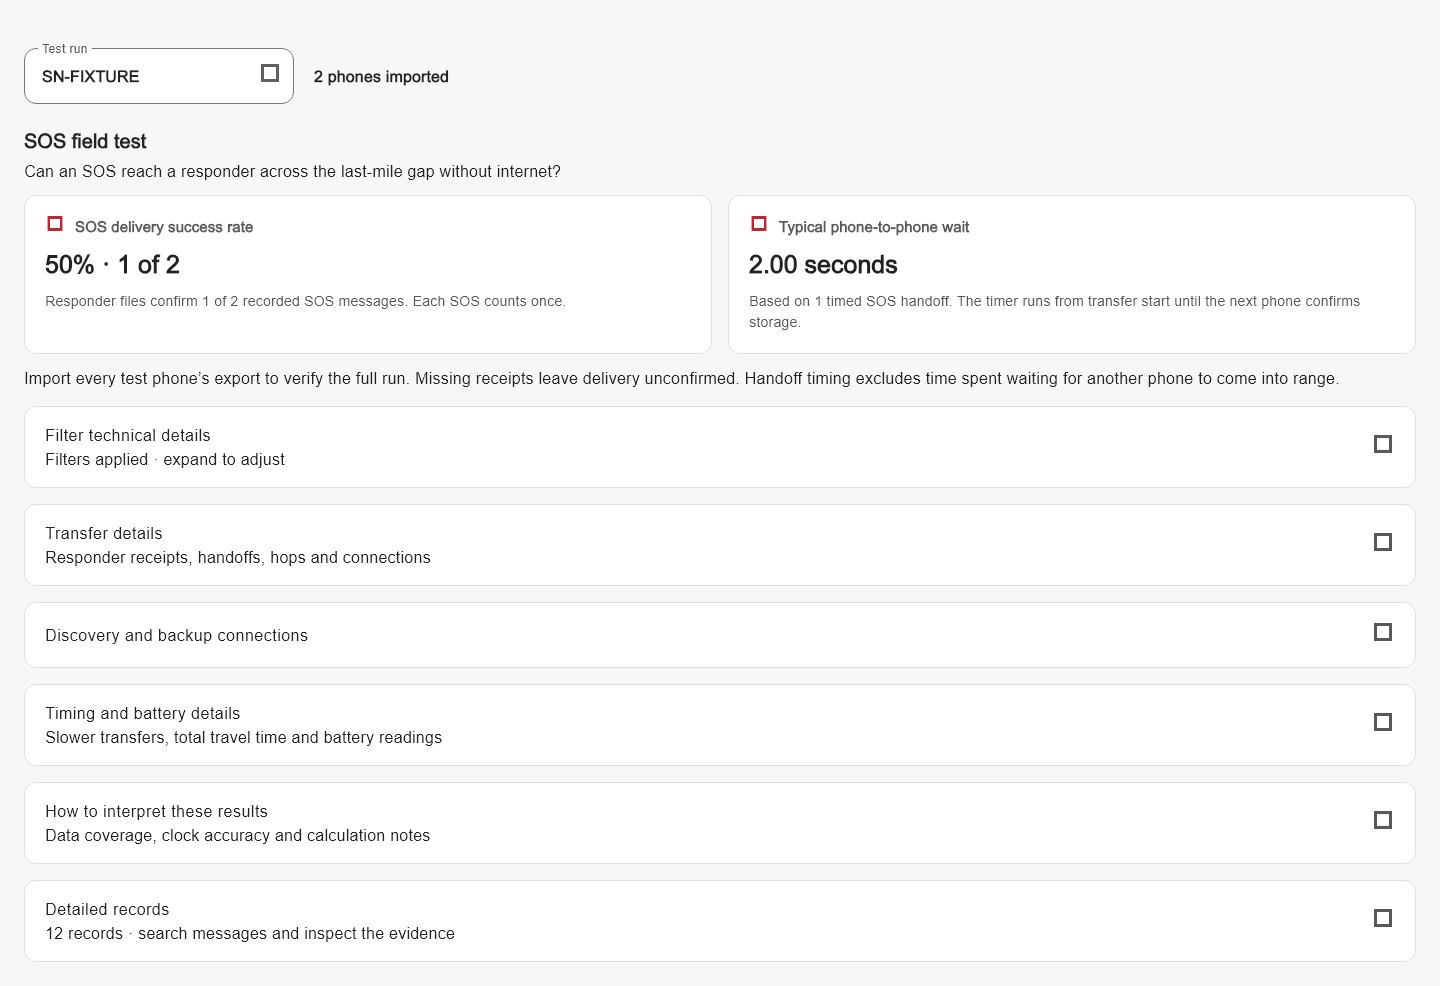 Test run
SN-FIXTURE
2 phones imported
SOS field test
Can an SOS reach a responder across the last-mile gap without internet?
SOS delivery success rate
50% · 1 of 2
Responder files confirm 1 of 2 recorded SOS messages. Each SOS counts once.
Typical phone-to-phone wait
2.00 seconds
Based on 1 timed SOS handoff. The timer runs from transfer start until the next phone confirms
storage.
Import every test phone’s export to verify the full run. Missing receipts leave delivery unconfirmed. Handoff timing excludes time spent waiting for another phone to come into range.
Filter technical details
Filters applied · expand to adjust
Transfer details
Responder receipts, handoffs, hops and connections
Discovery and backup connections
Timing and battery details
Slower transfers, total travel time and battery readings
How to interpret these results
Data coverage, clock accuracy and calculation notes
Detailed records
12 records · search messages and inspect the evidence